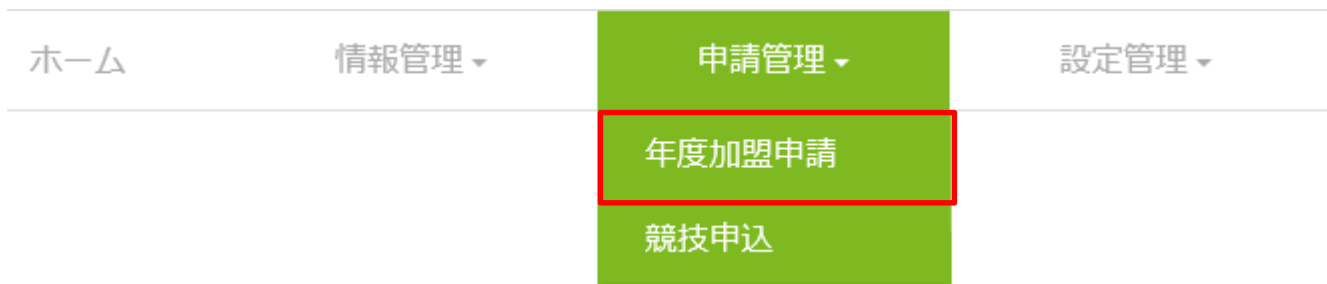 ホーム 情報管理 申請管理 設定管理
年度加盟申請
競技申込